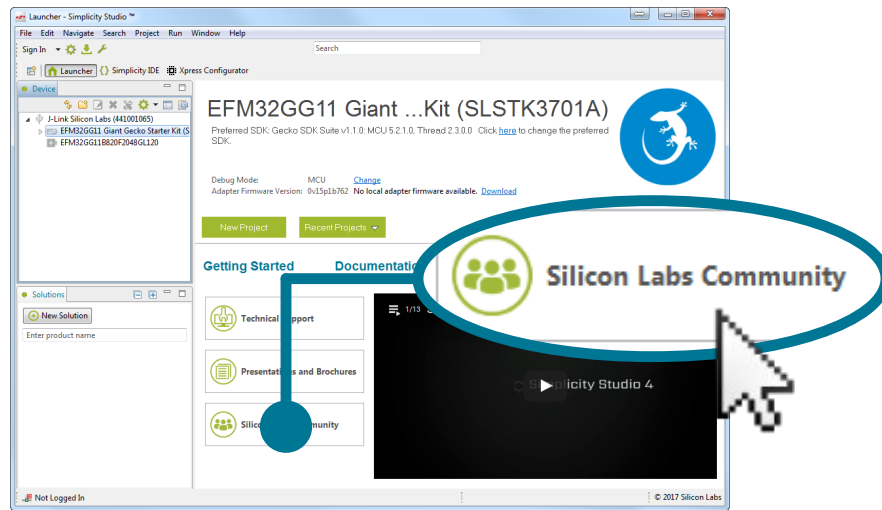 Launcher - Simplicity Studio ™
File Edit Navigate Search Project Run Window Help
Sign In
Search
Launcher {} Simplicity IDE Xpress Configurator
Device
J-Link Silicon Labs (441001065)
EFM32GG11 Giant Gecko Starter Kit (S
EFM32GG11B820F2048GL120
EFM32GG11 Giant ...Kit (SLSTK3701A)
Preferred SDK: Gecko SDK Suite v1.1.0: MCU 5.2.1.0, Thread 2.3.0.0 Click here to change the preferred
SDK.
Debug Mode: MCU Change
Adapter Firmware Version: 0v15p1b762 No local adapter firmware available. Download
New Project Recent Projects
Getting Started Documentatio
Silicon Labs Community
Solutions
New Solution
Enter product name
Technical Support
Presentations and Brochures
1/13
Simplicity Studio 4
Not Logged In
© 2017 Silicon Labs